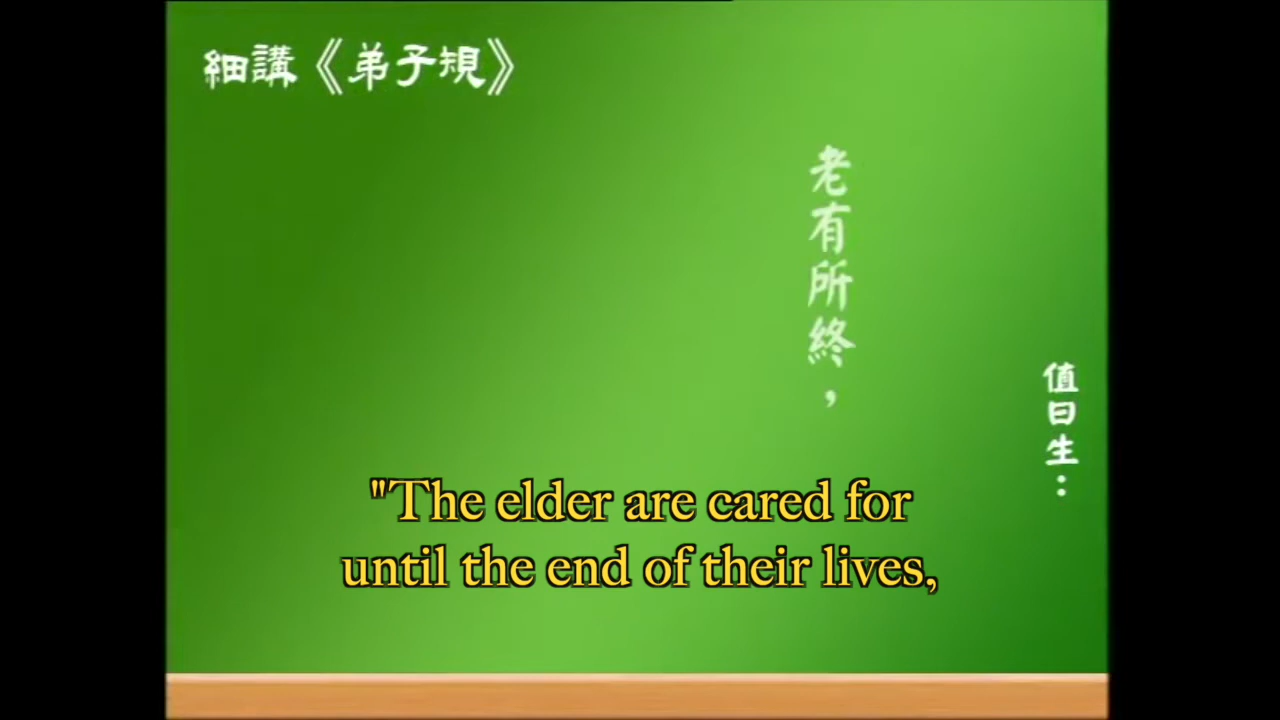 細講《弟子規》
老有所終，
值日生：
"The elder are cared for
until the end of their lives,